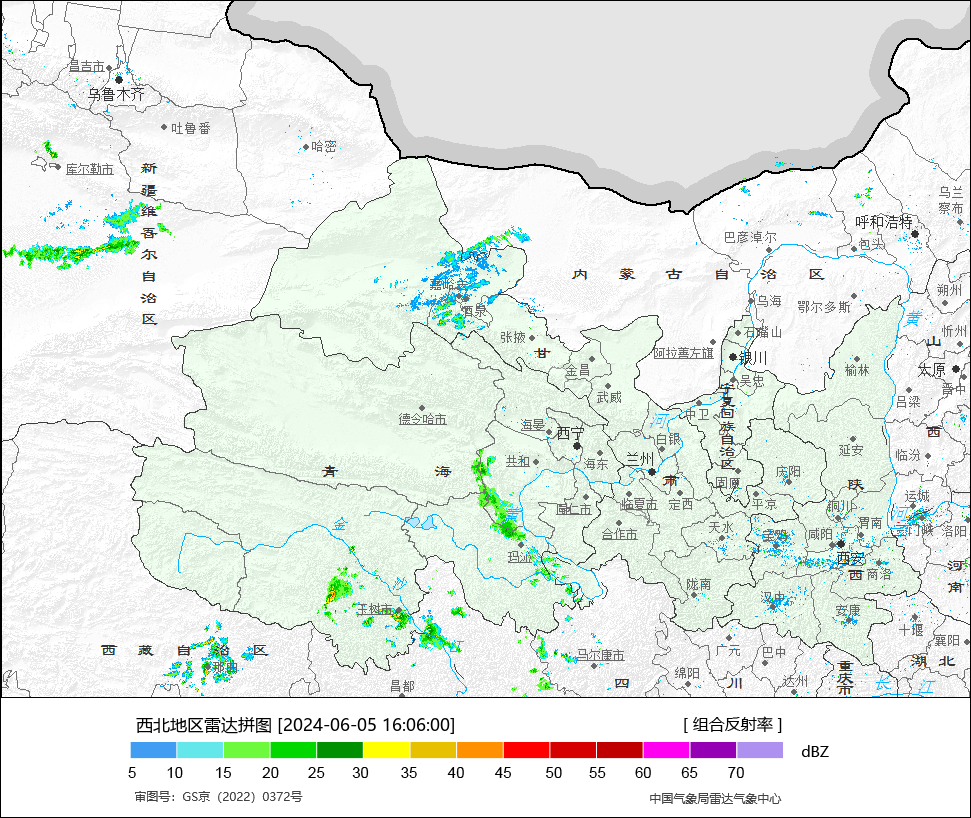 昌吉市
乌鲁木齐
吐鲁番
哈密
库尔勒市
新疆维吾尔自治区
乌兰察布
呼和浩特
巴彦淖尔
包头
内蒙古自治区
嘉峪关
酒泉
朔州
乌海
鄂尔多斯
黄
忻州
石嘴山
张掖
甘
山
阿拉善左旗
银川
金昌
榆林
太原
吴忠
晋中
武威
吕梁
宁夏回族自治区
中卫
德令哈市
海晏
西宁
河
白银
延安
西
共和
海东
兰州
临汾
青海
固原
庆阳
肃
陕
同仁市
临夏市
定西
平凉
铜川
运城
黄
金
合作市
天水
宝鸡
咸阳
渭南
三门峡
洛阳
玛沁
西安
西
商洛
河南
沙
陇南
汉中
玉树市
安康
十堰
江
西藏自治区
那曲
马尔康市
广元
巴中
襄阳
湖北
重庆市
昌都
四川
绵阳
达州
长江
西北地区雷达拼图 [2024-06-05 16:06:00]
[ 组合反射率 ]
dBZ
5 10 15 20 25 30 35 40 45 50 55 60 65 70
审图号：GS京（2022）0372号
中国气象局雷达气象中心